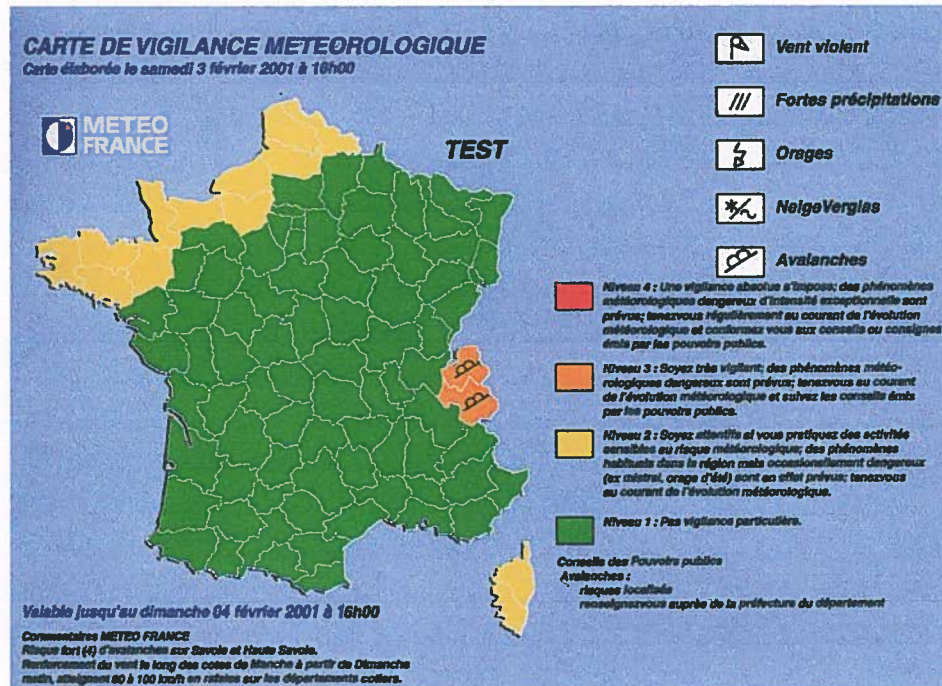 CARTE DE VIGILANCE METEOROLOGIQUE
Carte élaborée le samedi 3 février 2001 à 16h00
METEO
FRANCE
TEST
Vent violent
Fortes précipitations
Orages
NeigeVerglas
Avalanches
Niveau 4 : Une vigilance absolue s'impose; des phénomènes
météorologiques dangereux d'intensité exceptionnelle sont
prévus; tenezvous régulièrement au courant de l'évolution
météorologique et conformez vous aux conseils ou consignes
émis par les pouvoirs publics.
Niveau 3 : Soyez très vigilant; des phénomènes météo-
rologiques dangereux sont prévus; tenezvous au courant
de l'évolution météorologique et suivez les conseils émis
par les pouvoirs publics.
Niveau 2 : Soyez attentifs si vous pratiquez des activités
sensibles au risque météorologique; des phénomènes
habituels dans la région mais occasionellement dangereux
(ex mistral, orage d'été) sont en effet prévus; tenezvous
au courant de l'évolution météorologique.
Niveau 1 : Pas vigilance particulière.
Conseils des Pouvoirs publics
Avalanches :
risques localisés
renseignezvous auprès de la préfecture du département
Valable jusqu'au dimanche 04 février 2001 à 16h00
Commentaires METEO FRANCE
Risque fort (4) d'avalanches sur Savoie et Haute Savoie.
Renforcement du vent le long des cotes de Manche à partir de Dimanche
matin, atteignant 80 à 100 km/h en rafales sur les départements cotiers.